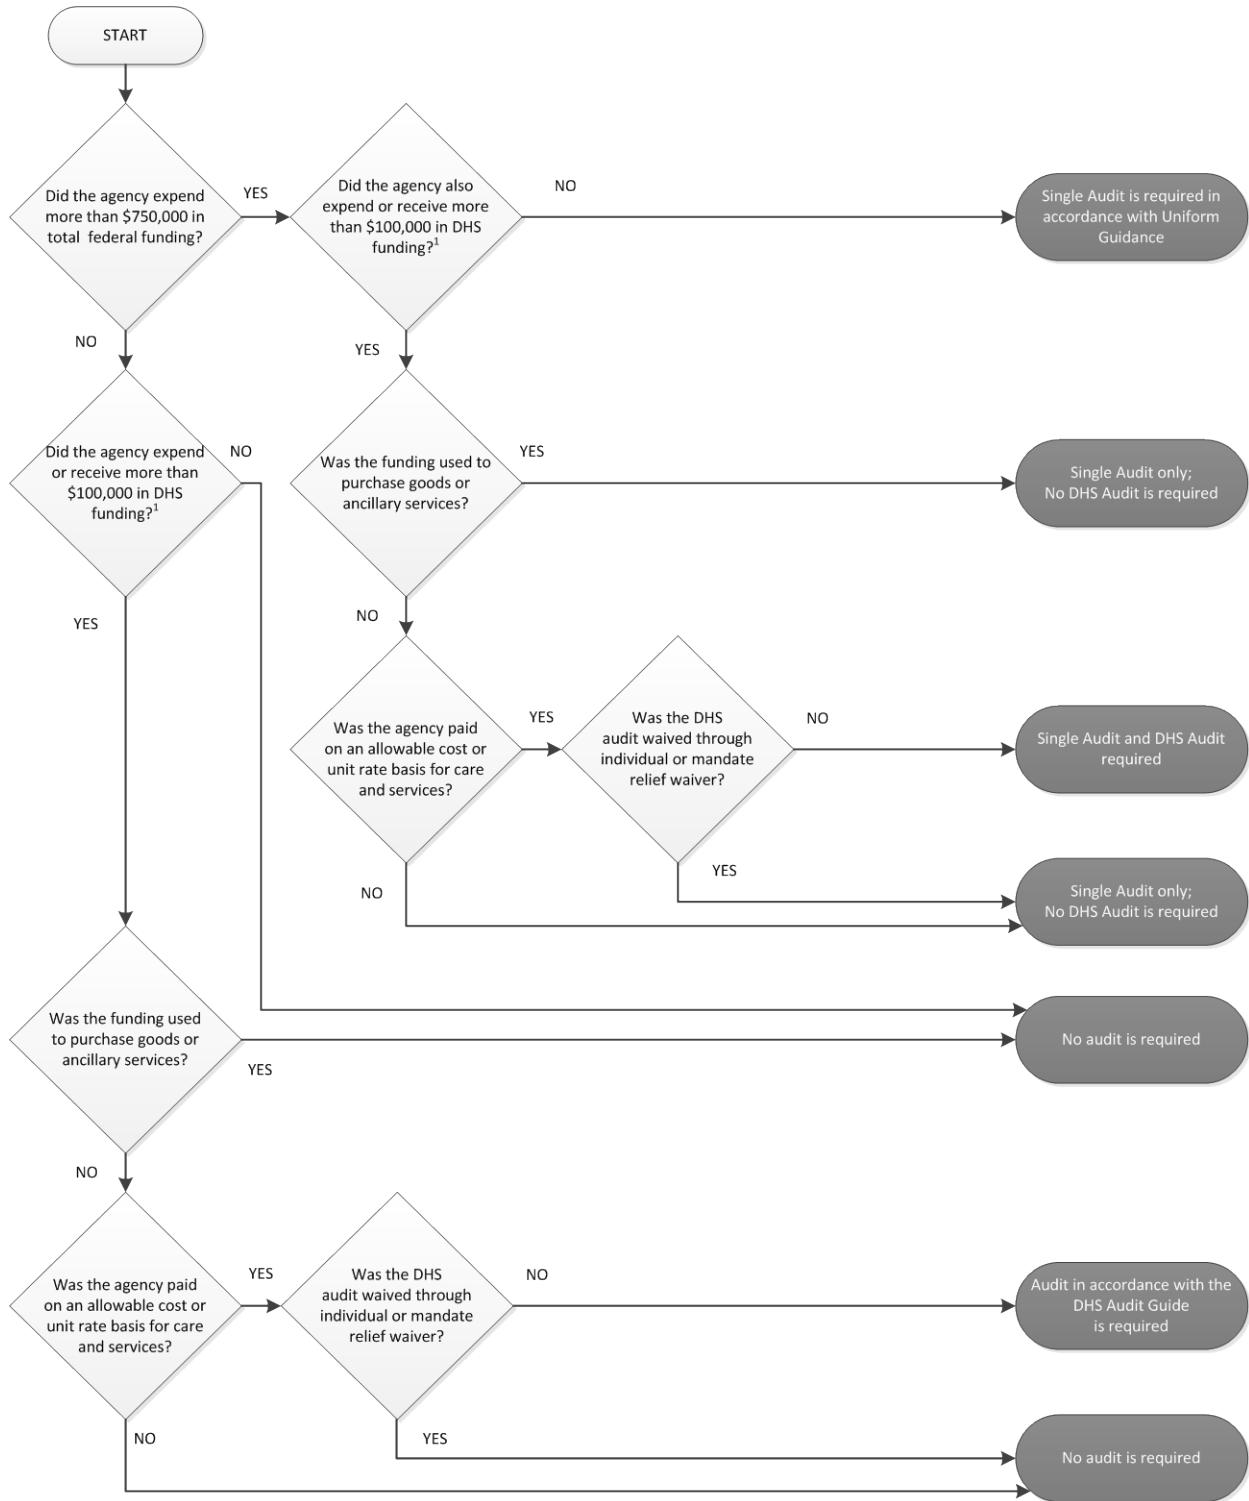 START
Did the agency expend
more than $750,000 in
total federal funding?
YES
Did the agency also
expend or receive more
than $100,000 in DHS
funding?1
NO
Single Audit is required in
accordance with Uniform
Guidance
NO
YES
Did the agency expend
or receive more than
$100,000 in DHS
funding?1
NO
Was the funding used to
purchase goods or
ancillary services?
YES
Single Audit only;
No DHS Audit is required
YES
NO
Was the agency paid
on an allowable cost or
unit rate basis for care
and services?
YES
Was the DHS
audit waived through
individual or mandate
relief waiver?
NO
Single Audit and DHS Audit
required
NO
YES
Single Audit only;
No DHS Audit is required
Was the funding used
to purchase goods or
ancillary services?
YES
No audit is required
NO
Was the agency paid
on an allowable cost or
unit rate basis for care
and services?
YES
Was the DHS
audit waived through
individual or mandate
relief waiver?
NO
Audit in accordance with the
DHS Audit Guide
is required
NO
YES
No audit is required